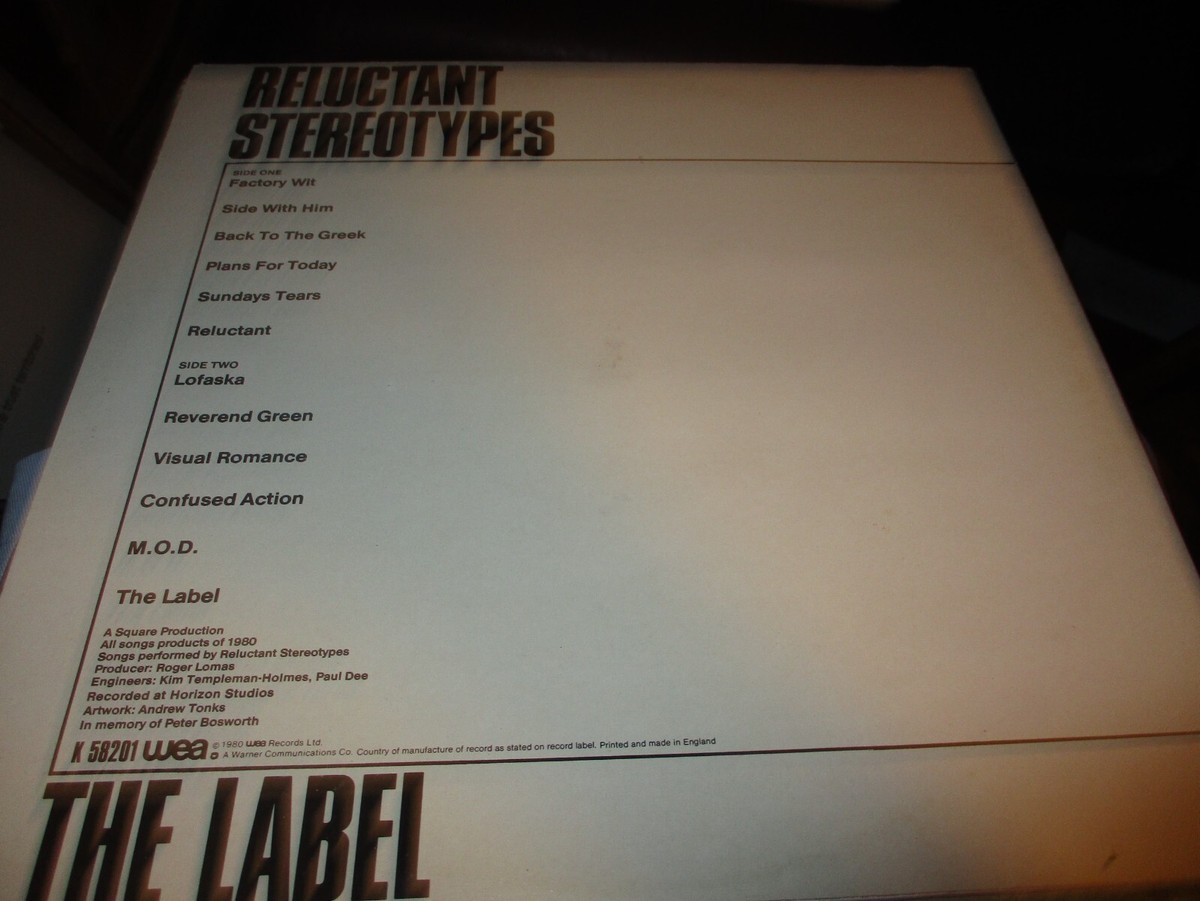 RELUCTANT
STEREOTYPES
SIDE ONE
Factory Wit
Side With Him
Back To The Greek
Plans For Today
Sundays Tears
Reluctant
SIDE TWO
Lofaska
Reverend Green
Visual Romance
Confused Action
M.O.D.
The Label
A Square Production
All songs products of 1980
Songs performed by Reluctant Stereotypes
Producer: Roger Lomas
Engineers: Kim Templeman-Holmes, Paul Dee
Recorded at Horizon Studios
Artwork: Andrew Tonks
In memory of Peter Bosworth
K 58201 wea
© 1980 wea Records Ltd.
A Warner Communications Co. Country of manufacture of record as stated on record label. Printed and made in England
THE LABEL